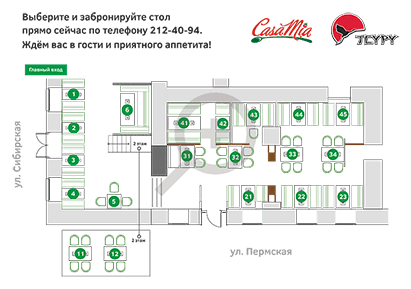 Выберите и забронируйте стол
прямо сейчас по телефону 212-40-94.
Ждём вас в гости и приятного аппетита!
CasaMia
ЦУРУ
Главный вход
1
6
41
42
43
44
45
2
ул. Сибирская
2 этаж
3
31
32
33
34
4
5
21
22
23
2 этаж
11
12
ул. Пермская